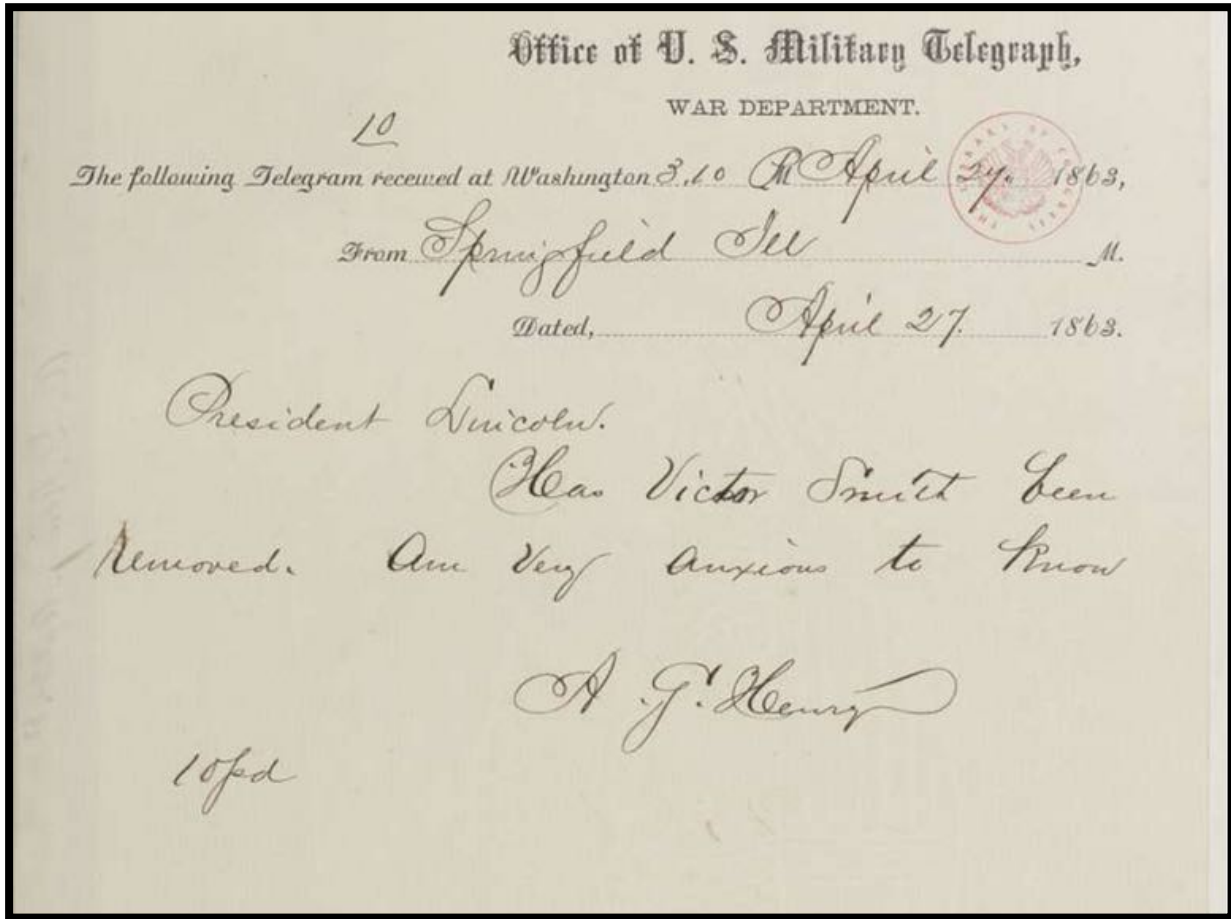 Office of U. S. Military Telegraph,
WAR DEPARTMENT.
10
The following Telegram received at Washington 3.10 PM April 27. 1863,
From Springfield Ill M.
Dated, April 27. 1863.
President Lincoln.
Has Victor Smith been
removed. Am Very anxious to Know
A. G. Henry
10 pd